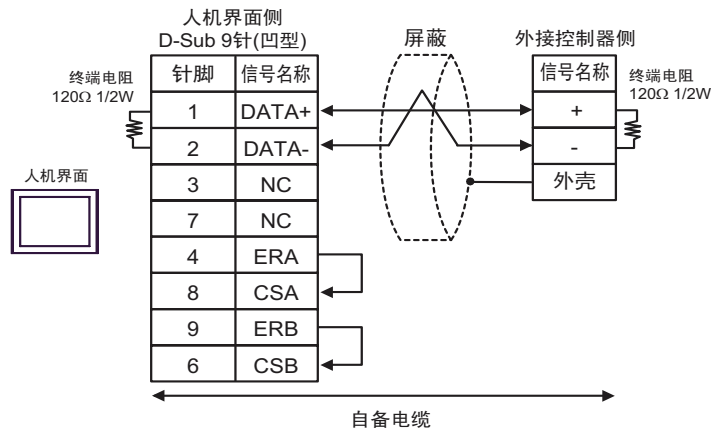 人机界面侧
D-Sub 9针(凹型)
屏蔽
外接控制器侧
终端电阻
120Ω 1/2W
针脚 信号名称
信号名称
终端电阻
120Ω 1/2W
1 DATA+
+
2 DATA-
-
人机界面
3 NC
外壳
7 NC
4 ERA
8 CSA
9 ERB
6 CSB
自备电缆